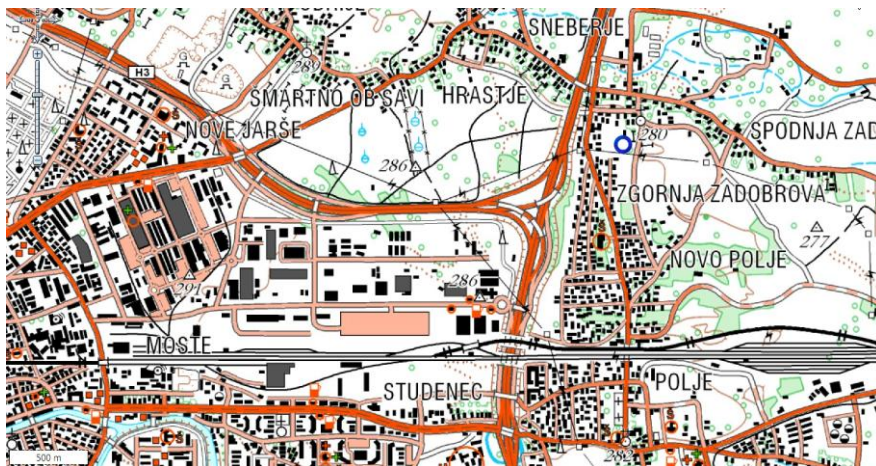 SNEBERJE
H3
280
ŠMARTNO OB SAVI
HRASTJE
NOVE JARŠE
280
SPODNJA ZAD
286
ZGORNJA ZADOBROVA
277
291
286
NOVO POLJE
MOSTE
STUDENEC
POLJE
282
500 m